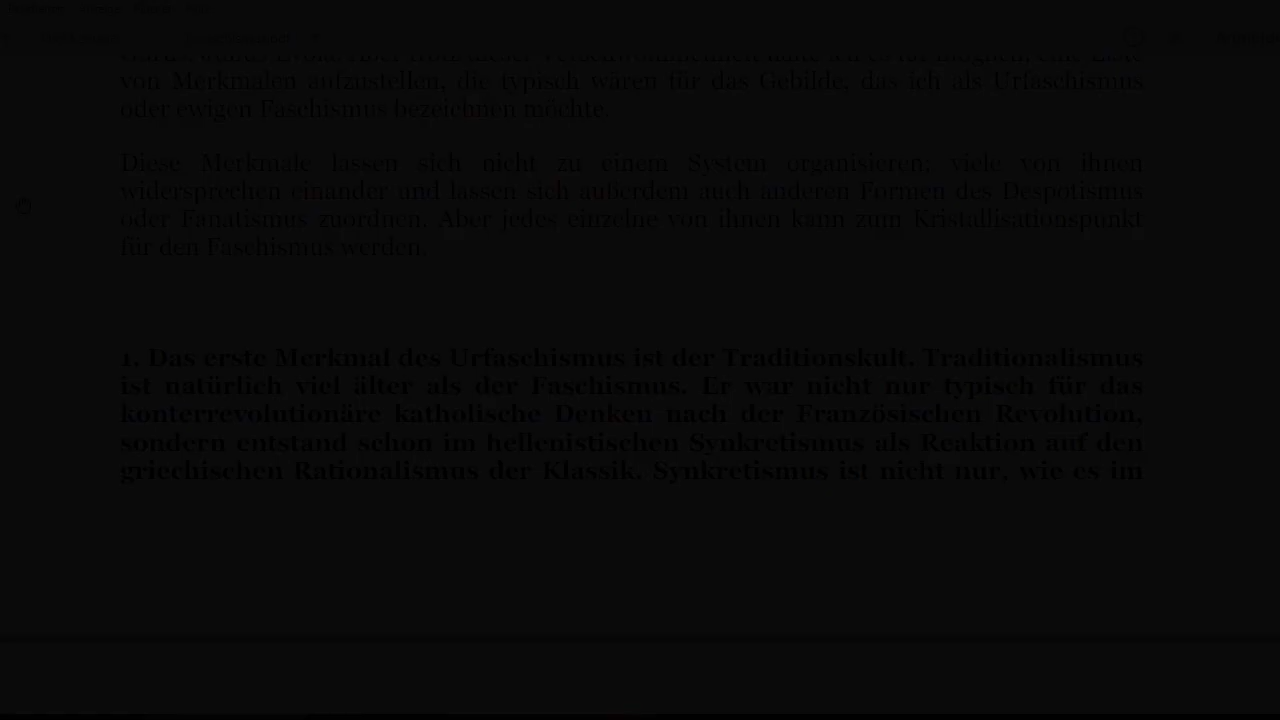 von Merkmalen aufzustellen, die typisch wären für das Gebilde, das ich als Urfaschismus
oder ewigen Faschismus bezeichnen möchte.
Diese Merkmale lassen sich nicht zu einem System organisieren; viele von ihnen
widersprechen einander und lassen sich außerdem auch anderen Formen des Despotismus
oder Fanatismus zuordnen. Aber jedes einzelne von ihnen kann zum Kristallisationspunkt
für den Faschismus werden.
1. Das erste Merkmal des Urfaschismus ist der Traditionskult. Traditionalismus
ist natürlich viel älter als der Faschismus. Er war nicht nur typisch für das
konterrevolutionäre katholische Denken nach der Französischen Revolution,
sondern entstand schon im hellenistischen Synkretismus als Reaktion auf den
griechischen Rationalismus der Klassik. Synkretismus ist nicht nur, wie es im